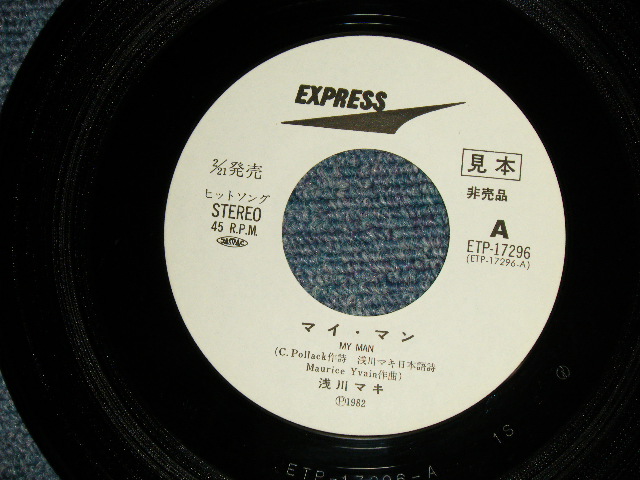 EXPRESS
2/21発売
見本
ヒットソング
非売品
STEREO
A
45 R.P.M.
ETP-17296
(ETP-17296-A)
マイ・マン
MY MAN
(C. Pollack作詩 浅川マキ日本語詩
Maurice Yvain作曲)
浅川マキ
Ⓟ1982
1S
ETP-17296-A